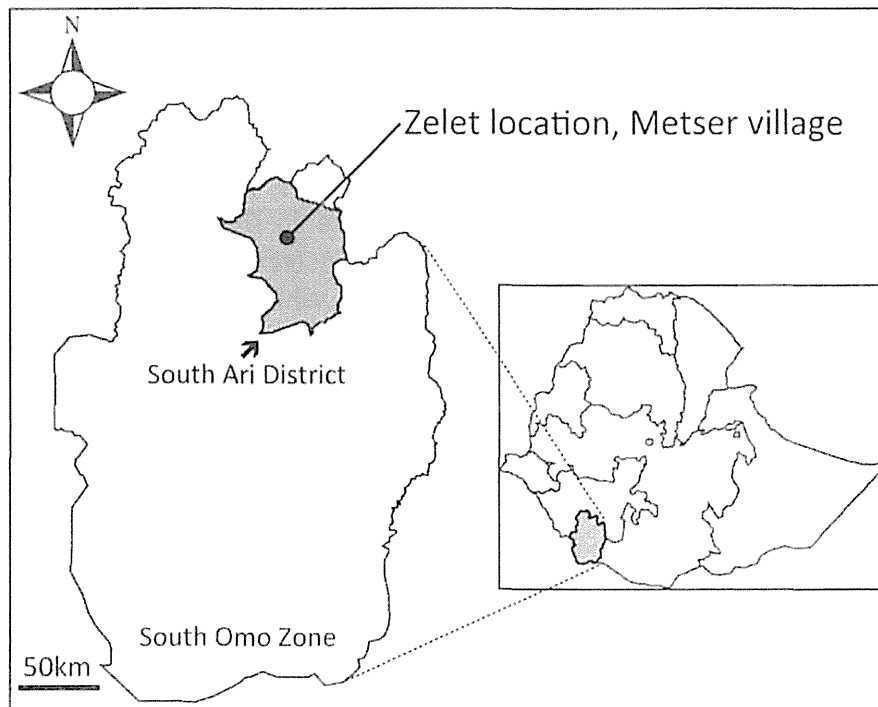 N
Zelet location, Metser village
South Ari District
South Omo Zone
50km